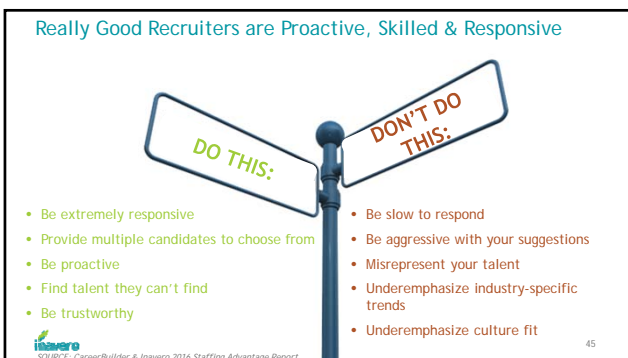 Really Good Recruiters are Proactive, Skilled & Responsive
DO THIS:
DON'T DO
THIS:
• Be extremely responsive
• Provide multiple candidates to choose from
• Be proactive
• Find talent they can't find
• Be trustworthy
• Be slow to respond
• Be aggressive with your suggestions
• Misrepresent your talent
• Underemphasize industry-specific
trends
• Underemphasize culture fit
inavero
SOURCE: CareerBuilder & Inavero 2016 Staffing Advantage Report
45